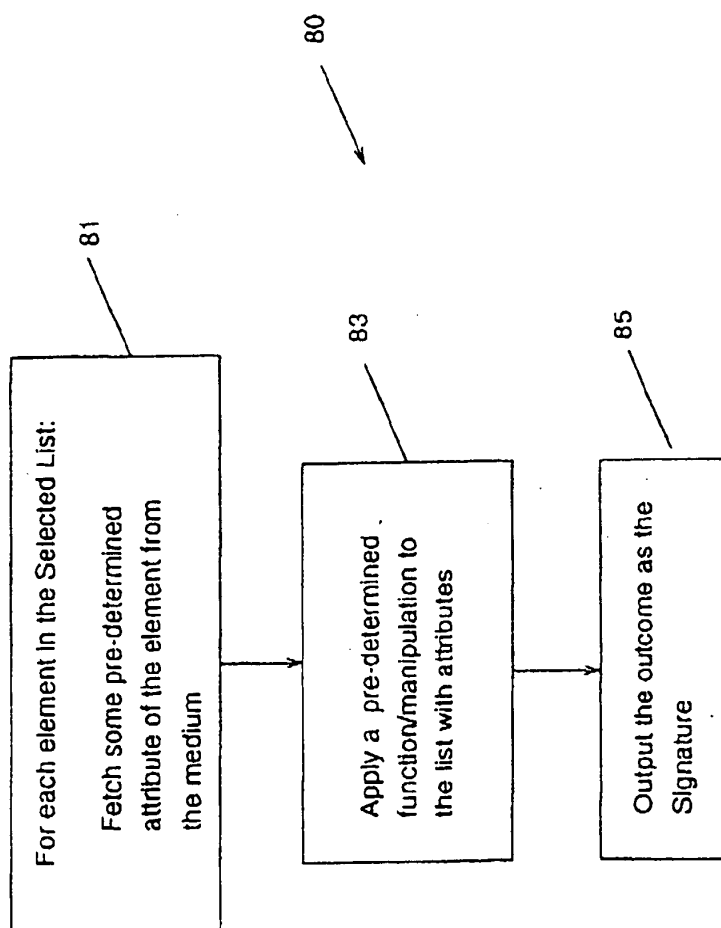 80
81
For each element in the Selected List:
Fetch some pre-determined
attribute of the element from
the medium
83
Apply a pre-determined
function/manipulation to
the list with attributes
85
Output the outcome as the
Signature